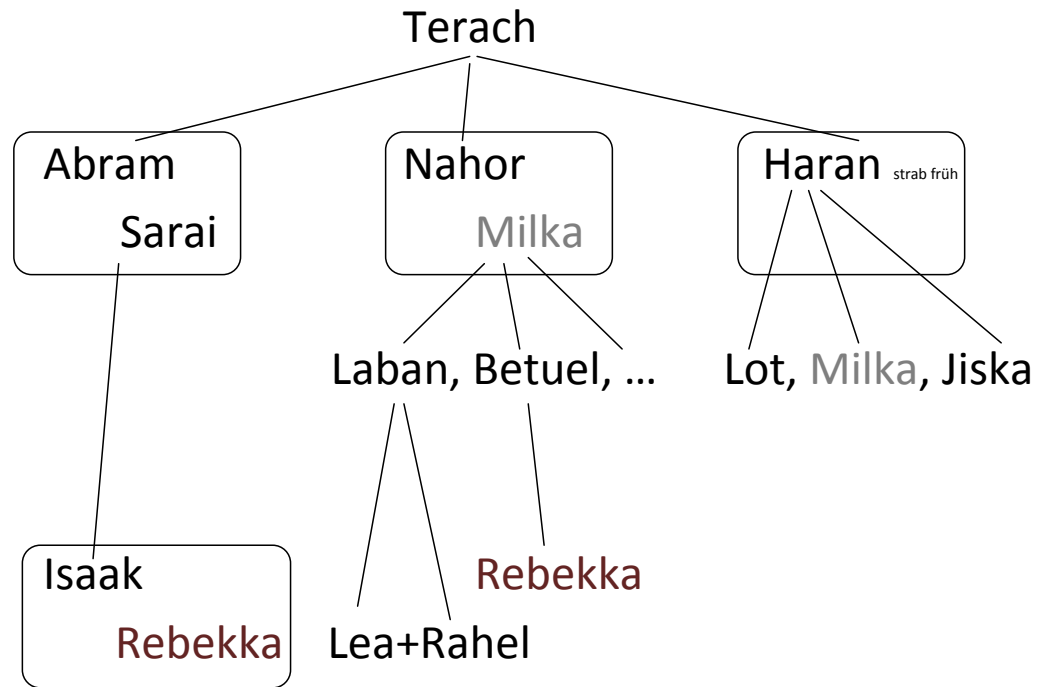 Terach
Abram Nahor Haran strab früh
Sarai Milka
Laban, Betuel, ... Lot, Milka, Jiska
Isaak Rebekka
Rebekka Lea+Rahel